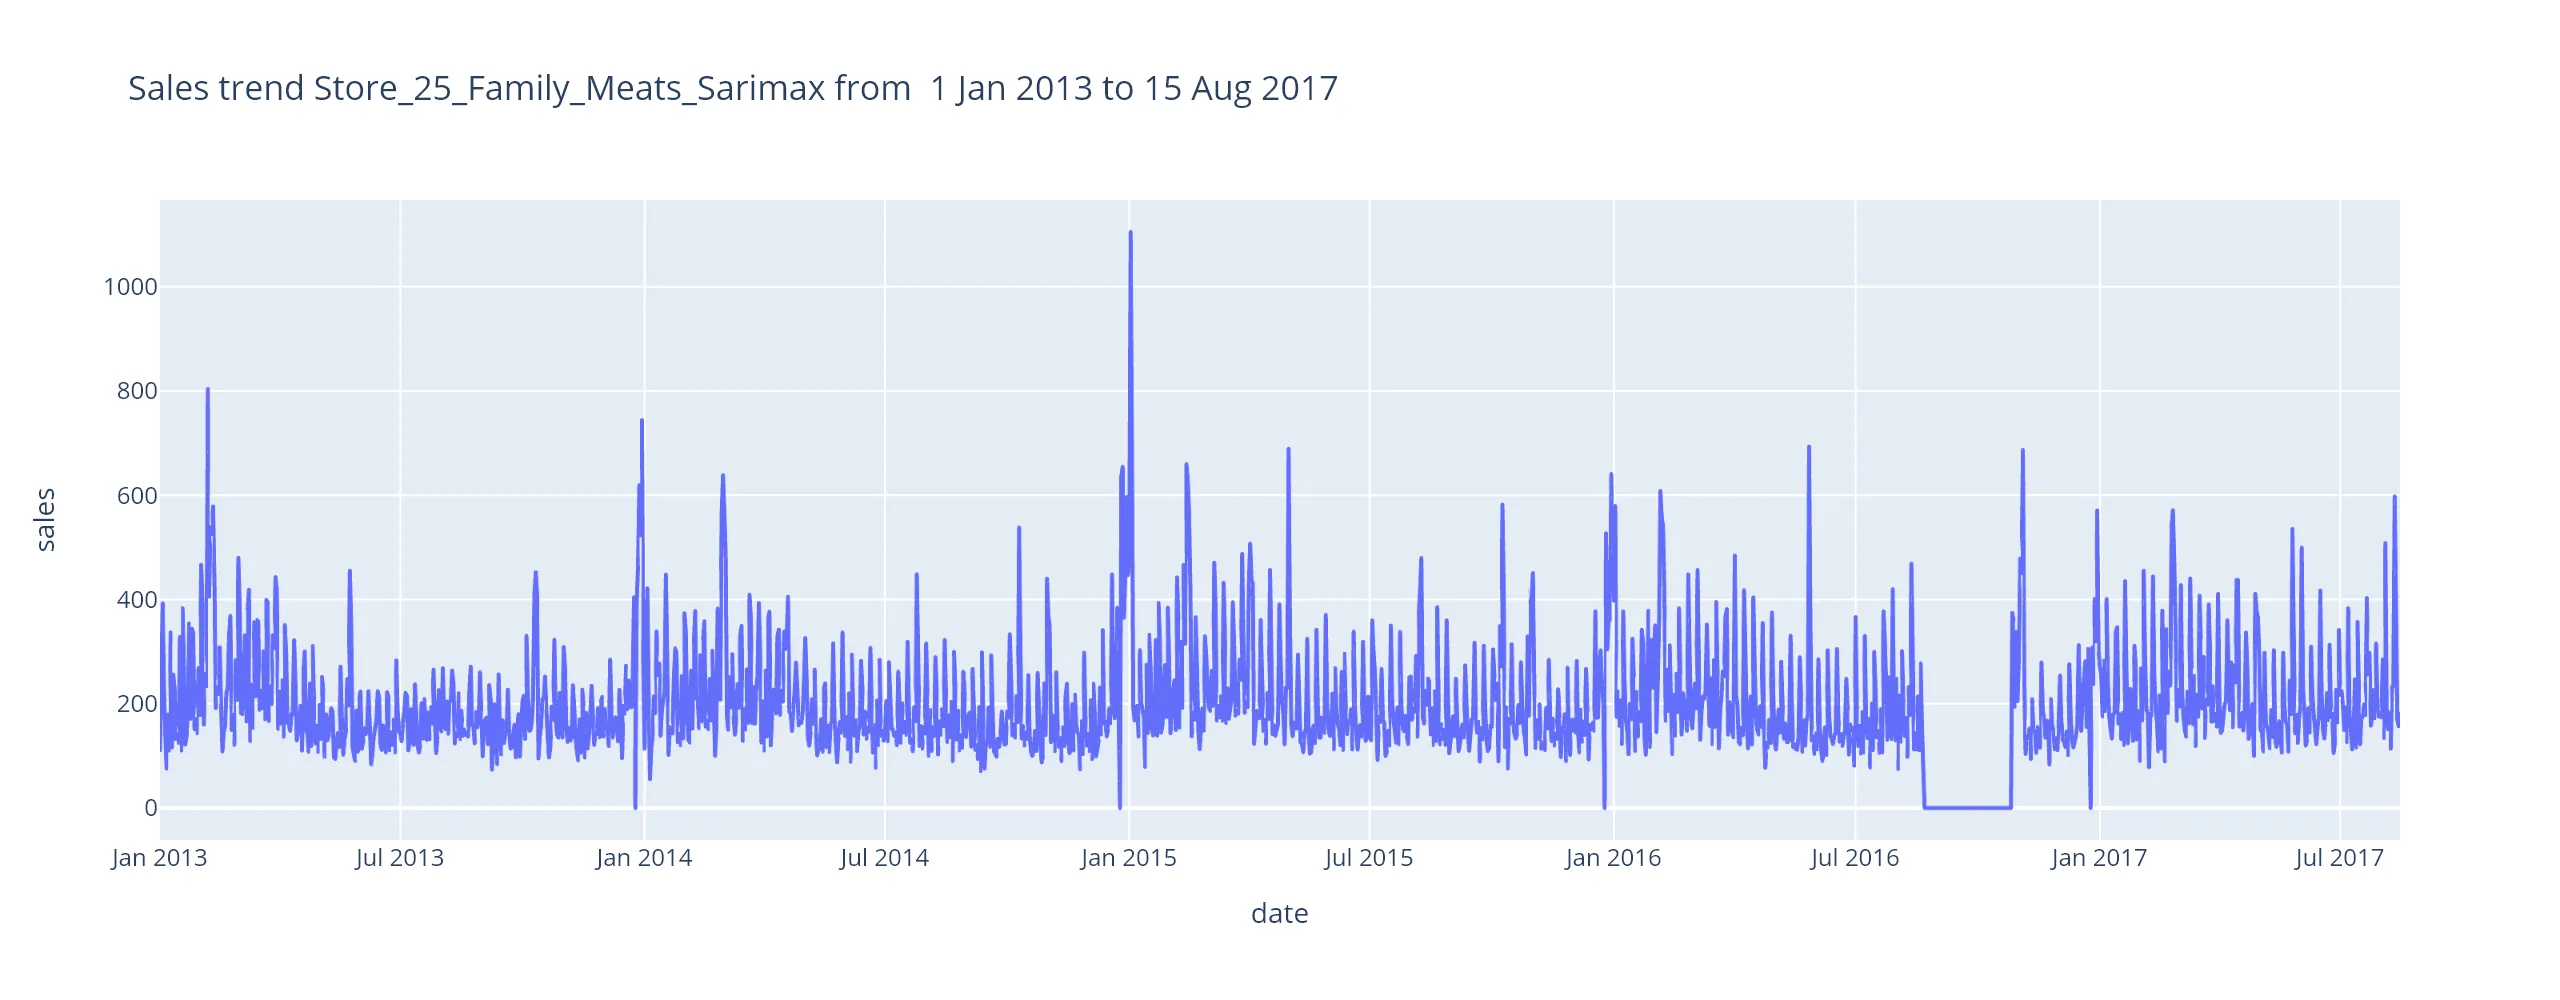 Sales trend Store_25_Family_Meats_Sarimax from  1 Jan 2013 to 15 Aug 2017
1000
800
600
400
200
0
sales
Jan 2013 Jul 2013 Jan 2014 Jul 2014 Jan 2015 Jul 2015 Jan 2016 Jul 2016 Jan 2017 Jul 2017
date